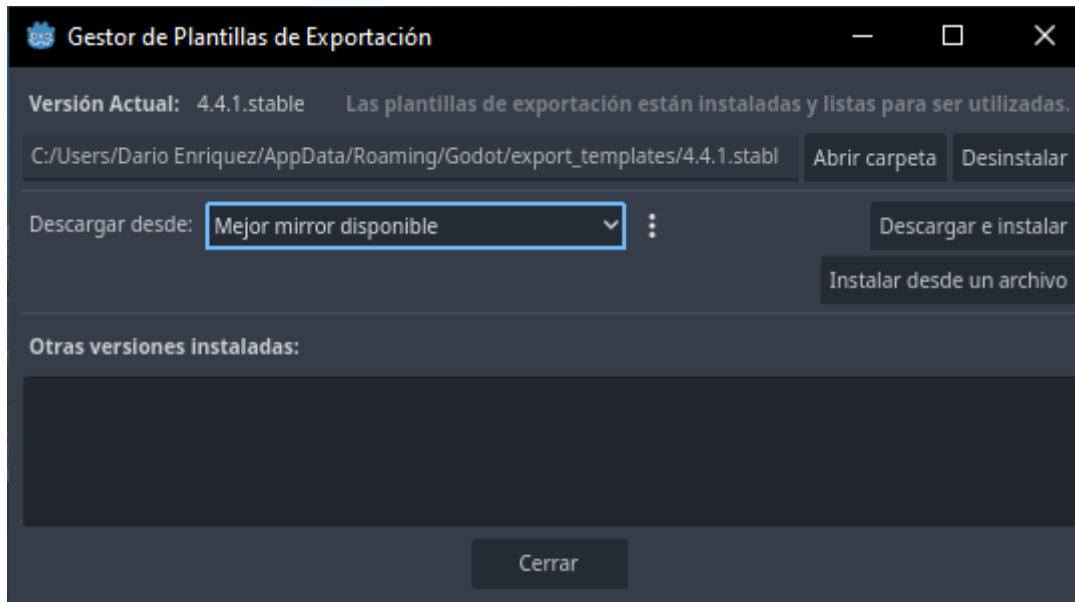 Gestor de Plantillas de Exportación
Versión Actual: 4.4.1.stable Las plantillas de exportación están instaladas y listas para ser utilizadas.
C:/Users/Dario Enriquez/AppData/Roaming/Godot/export_templates/4.4.1.stabl Abrir carpeta Desinstalar
Descargar desde: Mejor mirror disponible Descargar e instalar
Instalar desde un archivo
Otras versiones instaladas:
Cerrar